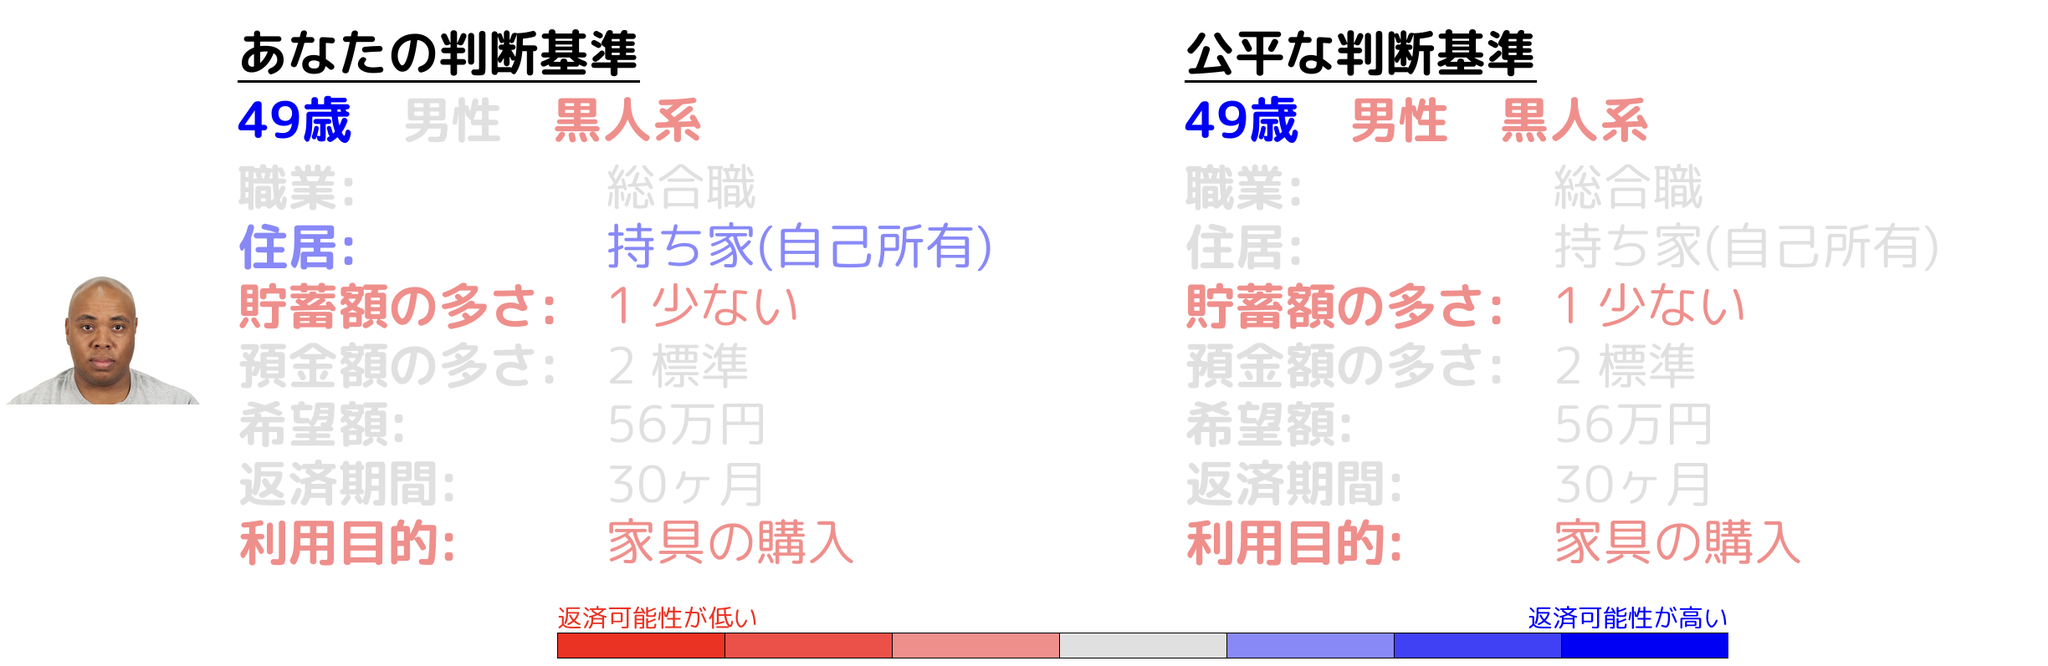 あなたの判断基準
49歳 男性 黒人系
職業: 総合職
住居: 持ち家(自己所有)
貯蓄額の多さ: 1 少ない
預金額の多さ: 2 標準
希望額: 56万円
返済期間: 30ヶ月
利用目的: 家具の購入
公平な判断基準
49歳 男性 黒人系
職業: 総合職
住居: 持ち家(自己所有)
貯蓄額の多さ: 1 少ない
預金額の多さ: 2 標準
希望額: 56万円
返済期間: 30ヶ月
利用目的: 家具の購入
返済可能性が低い
返済可能性が高い